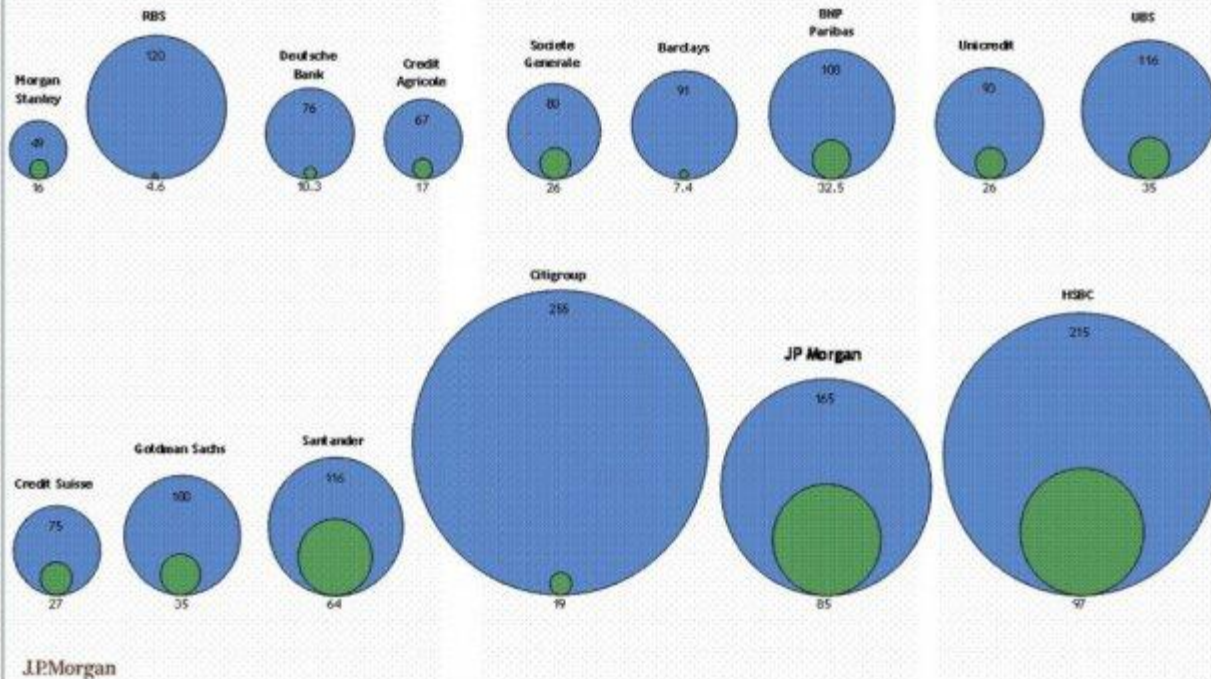 RBS
120
4.6
Morgan
Stanley
49
16
Deutsche
Bank
76
10.3
Credit
Agricole
67
17
Societe
Generale
80
26
Barclays
91
7.4
BNP
Paribas
108
32.5
Unicredit
93
26
UBS
116
35
Credit Suisse
75
27
Goldman Sachs
100
35
Santander
116
64
Citigroup
255
19
JP Morgan
165
85
HSBC
215
97
J.P.Morgan